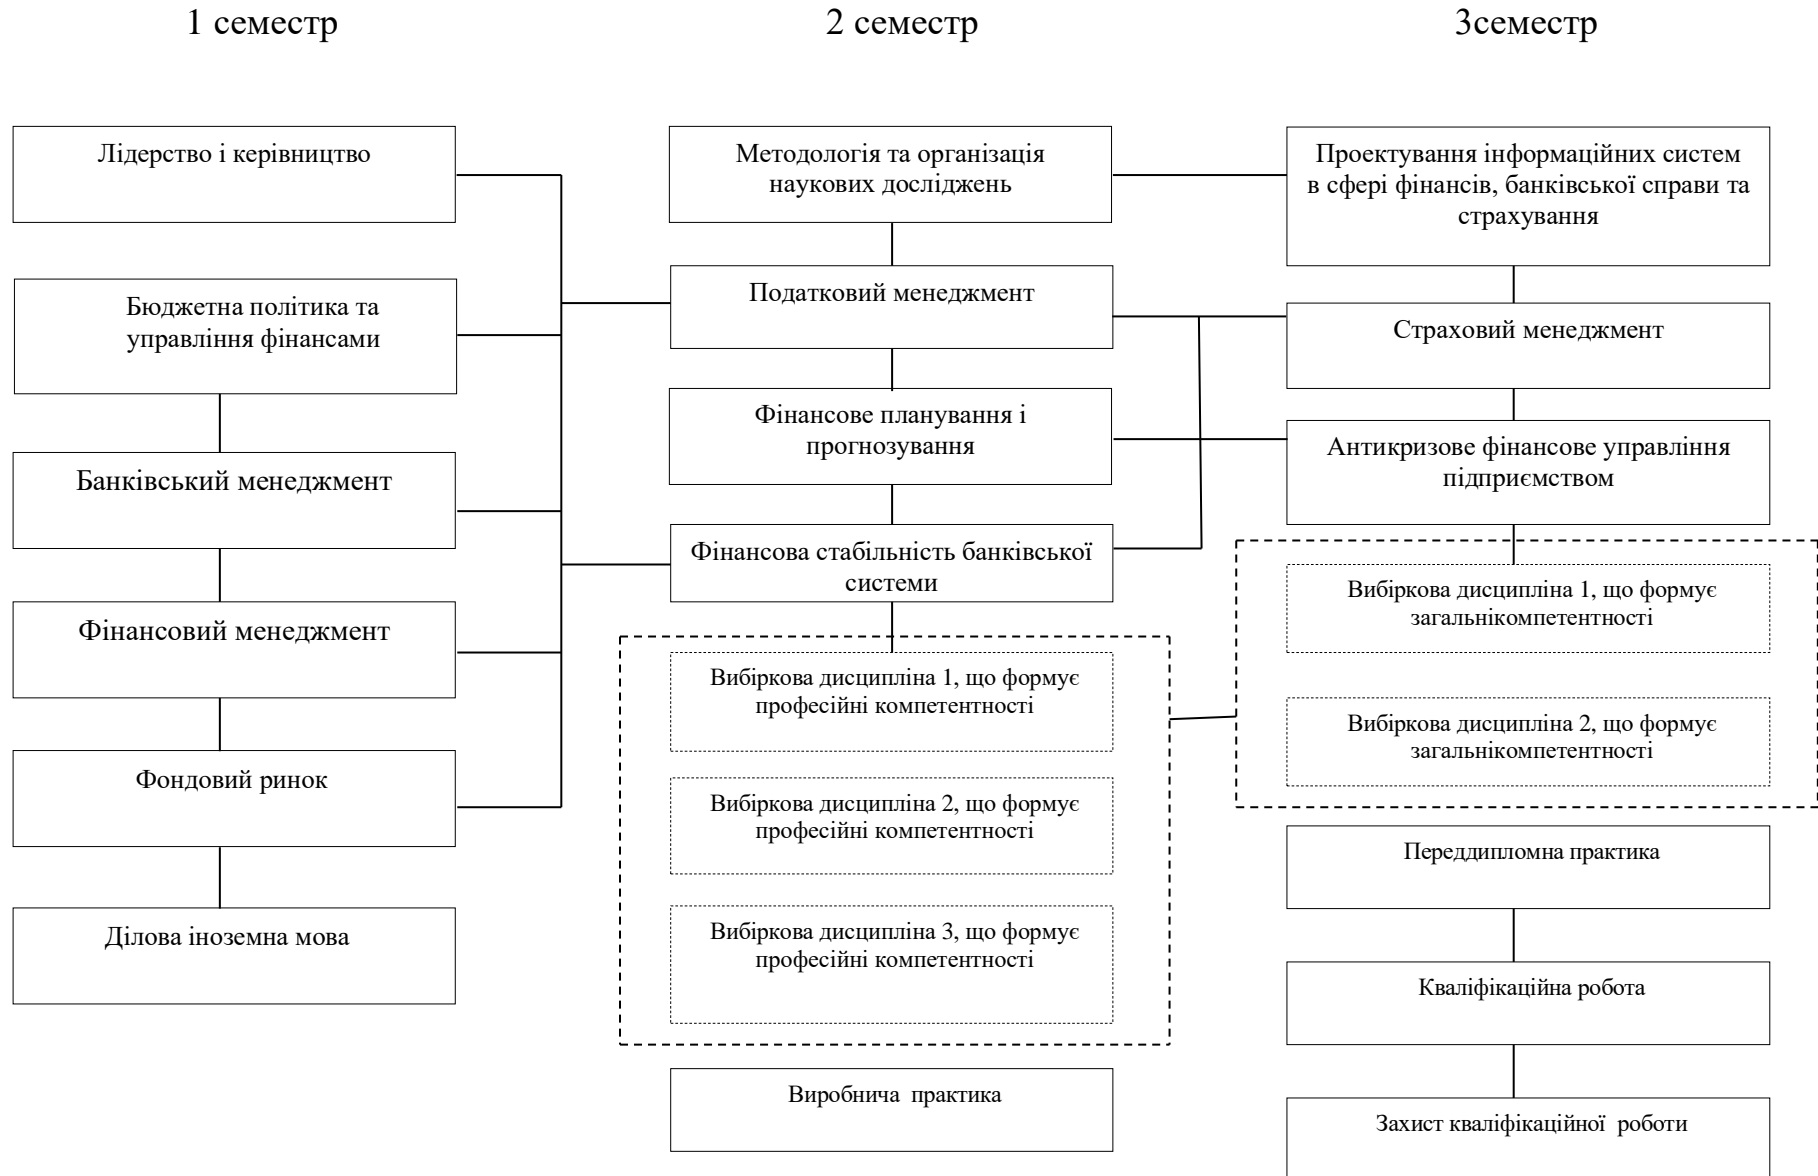 1 семестр
2 семестр
3семестр
Лідерство і керівництво
Бюджетна політика та
управління фінансами
Банківський менеджмент
Фінансовий менеджмент
Фондовий ринок
Ділова іноземна мова
Методологія та організація
наукових досліджень
Податковий менеджмент
Фінансове планування і
прогнозування
Фінансова стабільність банківської
системи
Вибіркова дисципліна 1, що формує
професійні компетентності
Вибіркова дисципліна 2, що формує
професійні компетентності
Вибіркова дисципліна 3, що формує
професійні компетентності
Виробнича практика
Проектування інформаційних систем
в сфері фінансів, банківської справи та
страхування
Страховий менеджмент
Антикризове фінансове управління
підприємством
Вибіркова дисципліна 1, що формує
загальнікомпетентності
Вибіркова дисципліна 2, що формує
загальнікомпетентності
Переддипломна практика
Кваліфікаційна робота
Захист кваліфікаційної роботи